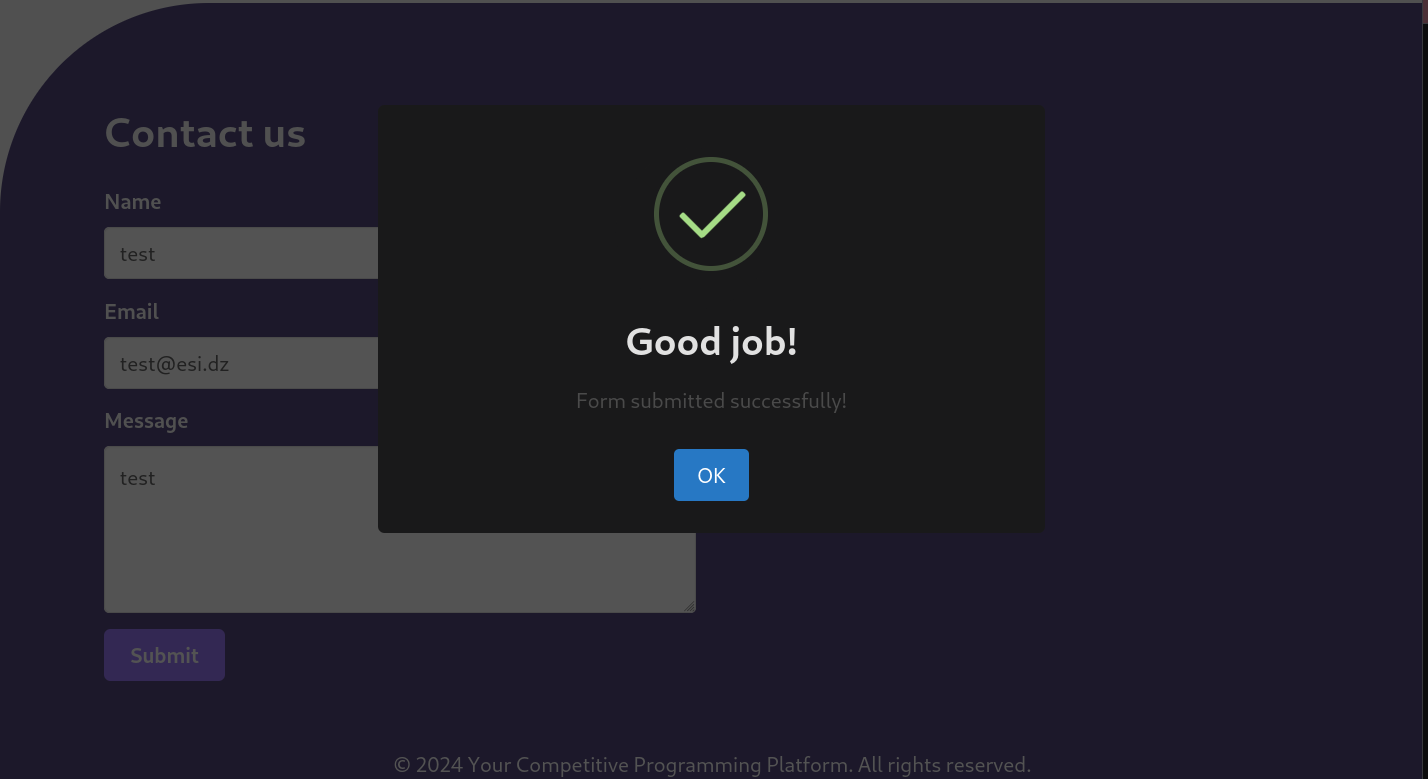 Contact us
Name
test
Email
test@esi.dz
Message
test
Submit
Good job!
Form submitted successfully!
OK
© 2024 Your Competitive Programming Platform. All rights reserved.